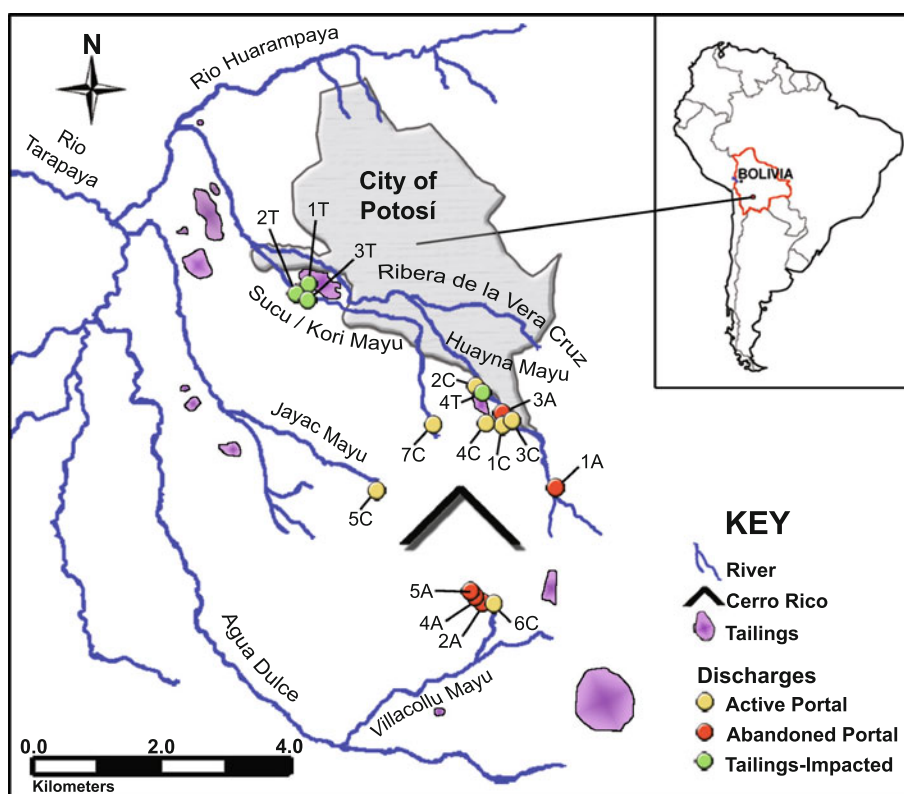 N
Rio Huarampaya
Rio
Tarapaya
City of
Potosí
BOLIVIA
1T
2T
3T
Ribera de la Vera Cruz
Sucu / Kori Mayu
Huayna Mayu
2C
4T
3A
Jayac Mayu
7C
4C
1C
3C
1A
5C
5A
4A
2A
6C
Agua Dulce
Villacollu Mayu
KEY
River
Cerro Rico
Tailings
Discharges
Active Portal
Abandoned Portal
Tailings-Impacted
0.0 2.0 4.0
Kilometers